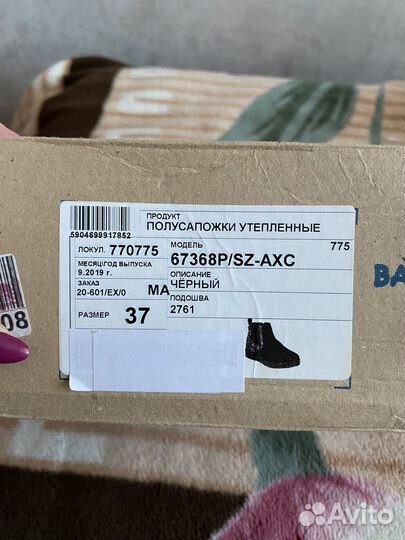 5904699917852
ПРОДУКТ
ПОЛУСАПОЖКИ УТЕПЛЕННЫЕ
ЛОКУЛ. 770775
МОДЕЛЬ
775
67368P/SZ-AXC
МЕСЯЦ/ГОД ВЫПУСКА
9.2019 г.
ОПИСАНИЕ
ЧЁРНЫЙ
ЗАКАЗ
20-601/EX/0
MA
ПОДОШВА
2761
РАЗМЕР 37
BA
08
Avito